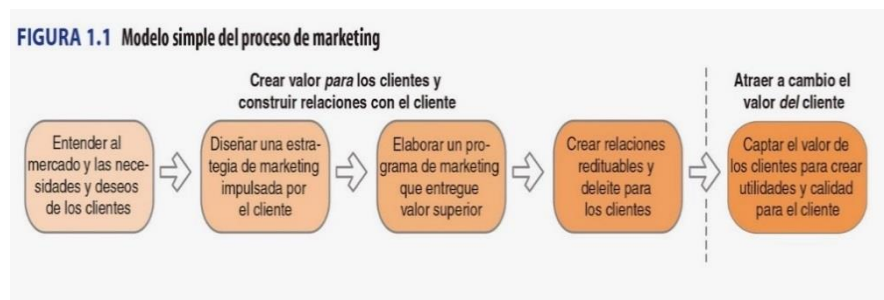 FIGURA 1.1 Modelo simple del proceso de marketing
Crear valor para los clientes y
construir relaciones con el cliente
Atraer a cambio el
valor del cliente
Entender al
mercado y las nece-
sidades y deseos
de los clientes
Diseñar una estra-
tegia de marketing
impulsada por
el cliente
Elaborar un pro-
grama de marketing
que entregue
valor superior
Crear relaciones
redituables y
deleite para
los clientes
Captar el valor de
los clientes para crear
utilidades y calidad
para el cliente